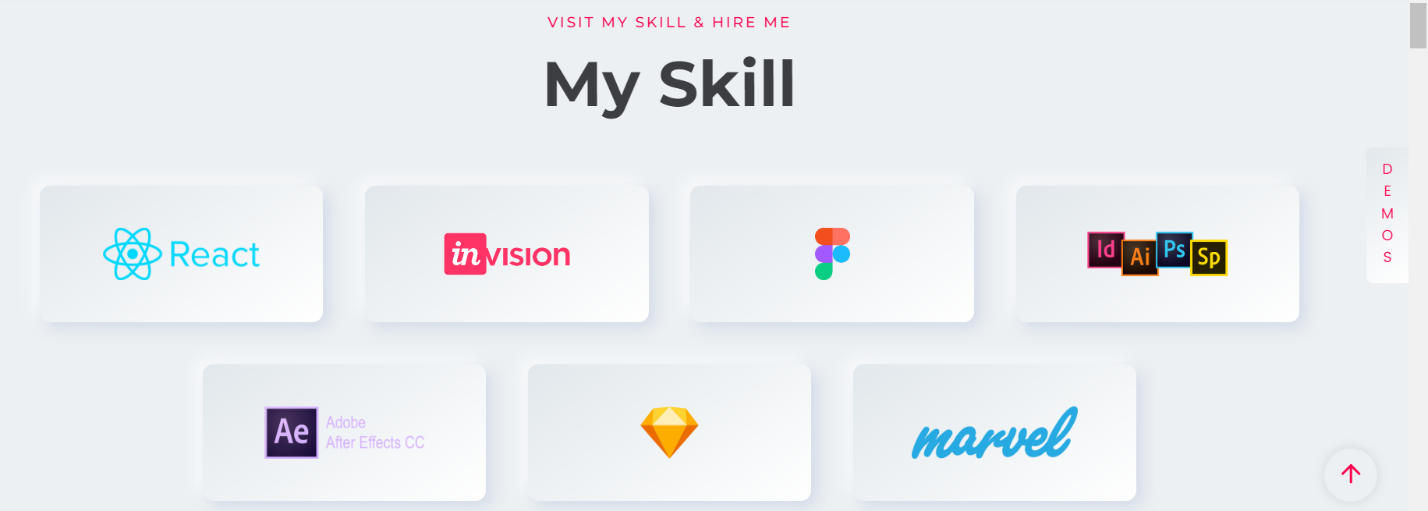 VISIT MY SKILL & HIRE ME
My Skill
React
invision
Id Ai Ps Sp
Ae
Adobe
After Effects CC
marvel
D
E
M
O
S